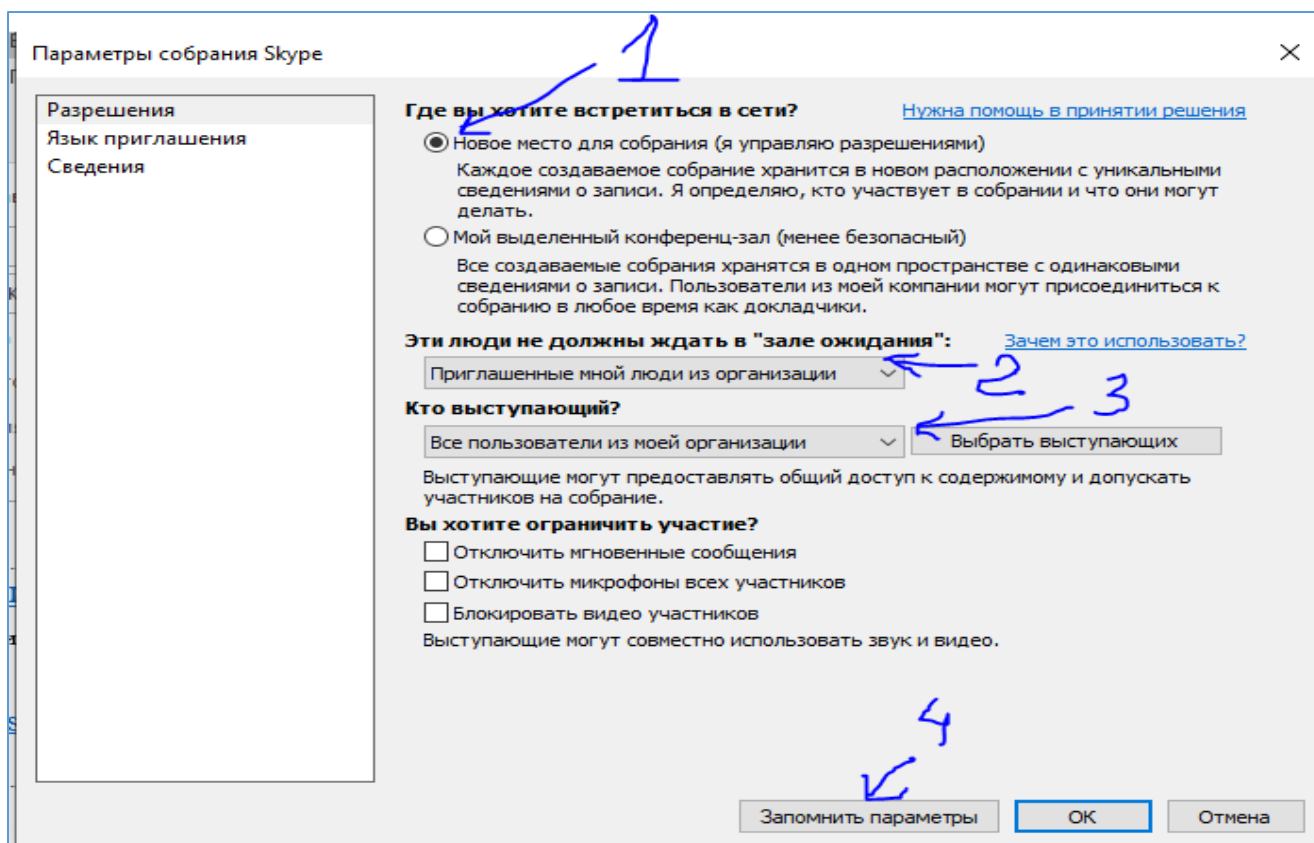 Параметры собрания Skype
1
Разрешения
Язык приглашения
Сведения
Где вы хотите встретиться в сети?
Нужна помощь в принятии решения
Новое место для собрания (я управляю разрешениями)
Каждое создаваемое собрание хранится в новом расположении с уникальными
сведениями о записи. Я определяю, кто участвует в собрании и что они могут
делать.
Мой выделенный конференц-зал (менее безопасный)
Все создаваемые собрания хранятся в одном пространстве с одинаковыми
сведениями о записи. Пользователи из моей компании могут присоединиться к
собранию в любое время как докладчики.
Эти люди не должны ждать в "зале ожидания":
Зачем это использовать?
Приглашенные мной люди из организации
2
Кто выступающий?
3
Все пользователи из моей организации
Выбрать выступающих
Выступающие могут предоставлять общий доступ к содержимому и допускать
участников на собрание.
Вы хотите ограничить участие?
Отключить мгновенные сообщения
Отключить микрофоны всех участников
Блокировать видео участников
Выступающие могут совместно использовать звук и видео.
4
Запомнить параметры
ОК
Отмена